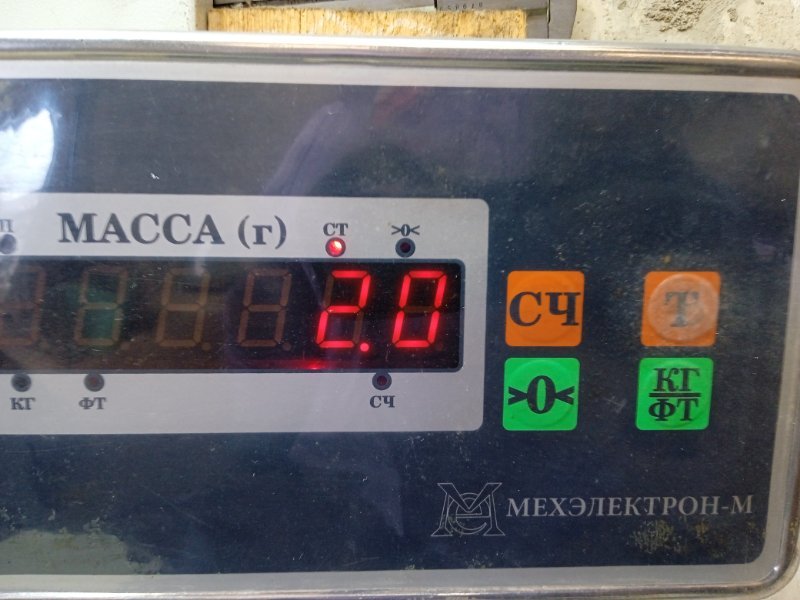 П
МАССА (г)
СТ
>0<
2.0
КГ
ФТ
СЧ
СЧ
Т
>0<
КГ
ФТ
МЕХЭЛЕКТРОН-М